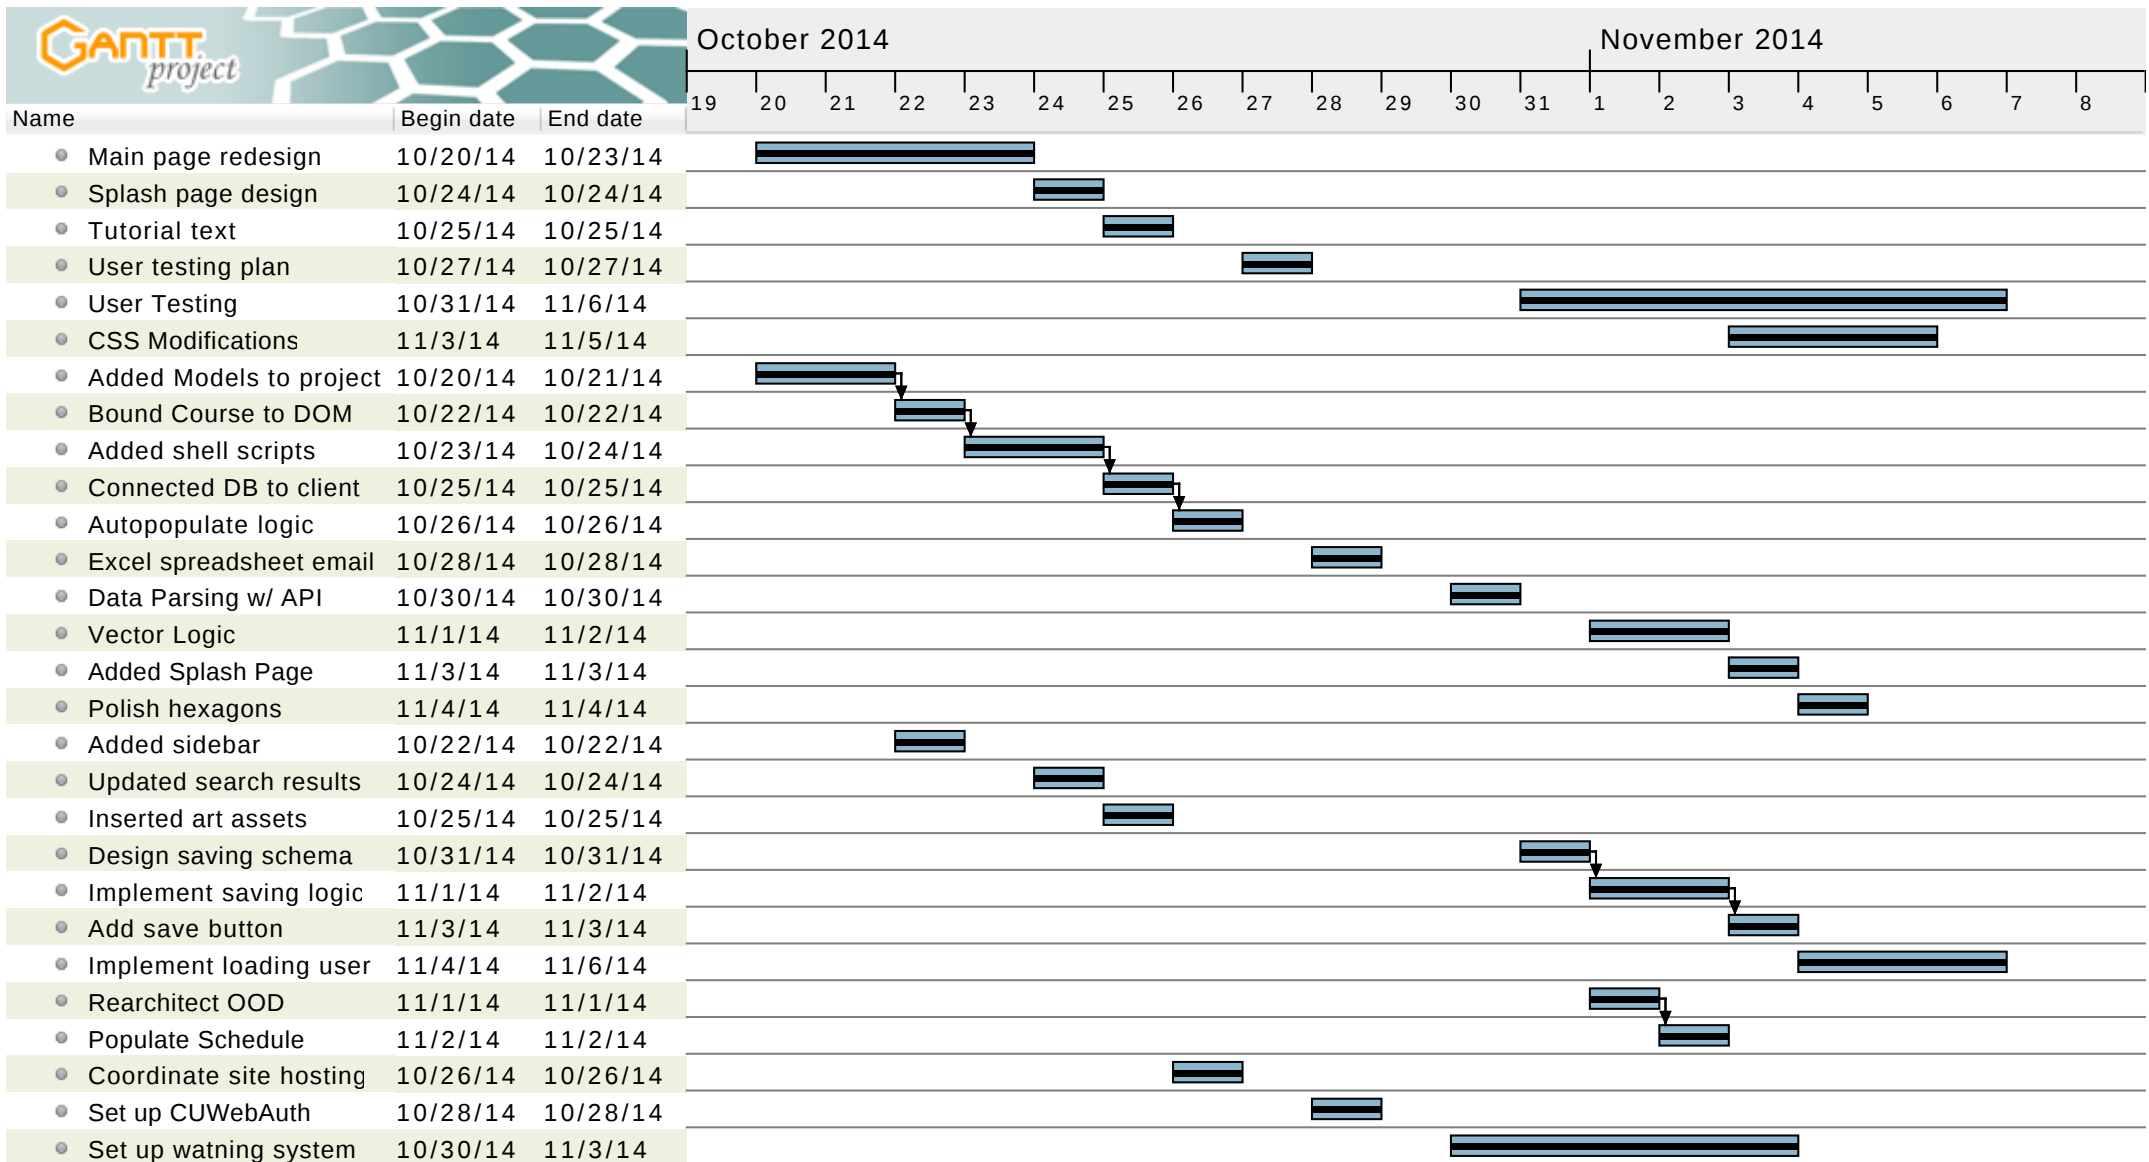 GANTT
project
October 2014 November 2014
19 20 21 22 23 24 25 26 27 28 29 30 31 1 2 3 4 5 6 7 8
Name Begin date End date
Main page redesign 10/20/14 10/23/14
Splash page design 10/24/14 10/24/14
Tutorial text 10/25/14 10/25/14
User testing plan 10/27/14 10/27/14
User Testing 10/31/14 11/6/14
CSS Modifications 11/3/14 11/5/14
Added Models to project 10/20/14 10/21/14
Bound Course to DOM 10/22/14 10/22/14
Added shell scripts 10/23/14 10/24/14
Connected DB to client 10/25/14 10/25/14
Autopopulate logic 10/26/14 10/26/14
Excel spreadsheet email 10/28/14 10/28/14
Data Parsing w/ API 10/30/14 10/30/14
Vector Logic 11/1/14 11/2/14
Added Splash Page 11/3/14 11/3/14
Polish hexagons 11/4/14 11/4/14
Added sidebar 10/22/14 10/22/14
Updated search results 10/24/14 10/24/14
Inserted art assets 10/25/14 10/25/14
Design saving schema 10/31/14 10/31/14
Implement saving logic 11/1/14 11/2/14
Add save button 11/3/14 11/3/14
Implement loading user 11/4/14 11/6/14
Rearchitect OOD 11/1/14 11/1/14
Populate Schedule 11/2/14 11/2/14
Coordinate site hosting 10/26/14 10/26/14
Set up CUWebAuth 10/28/14 10/28/14
Set up watning system 10/30/14 11/3/14